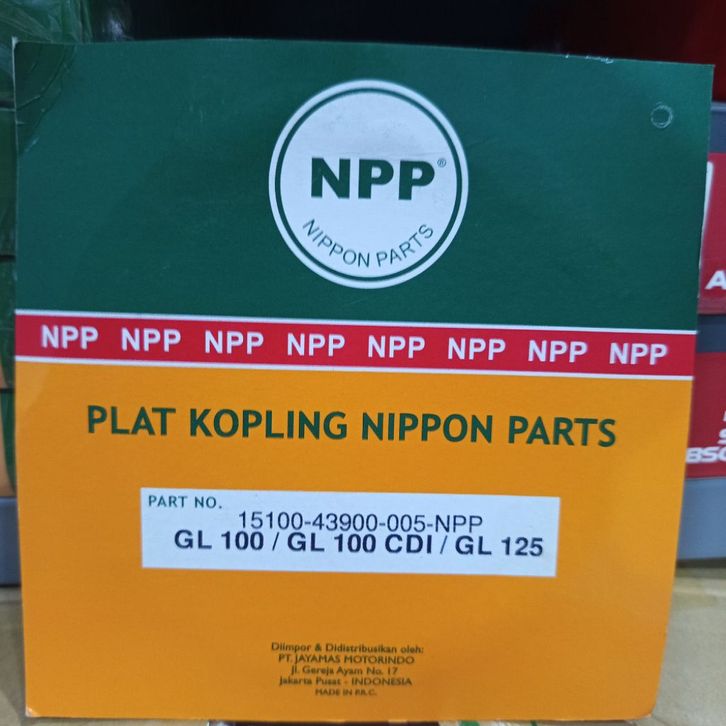 NPP®
NIPPON PARTS
NPP NPP NPP NPP NPP NPP NPP NPP
PLAT KOPLING NIPPON PARTS
PART NO.
15100-43900-005-NPP
GL 100 / GL 100 CDI / GL 125
Diimpor & Didistribusikan oleh:
PT. JAYAMAS MOTORINDO
Jl. Gereja Ayam No. 17
Jakarta Pusat - INDONESIA
MADE IN P.R.C.